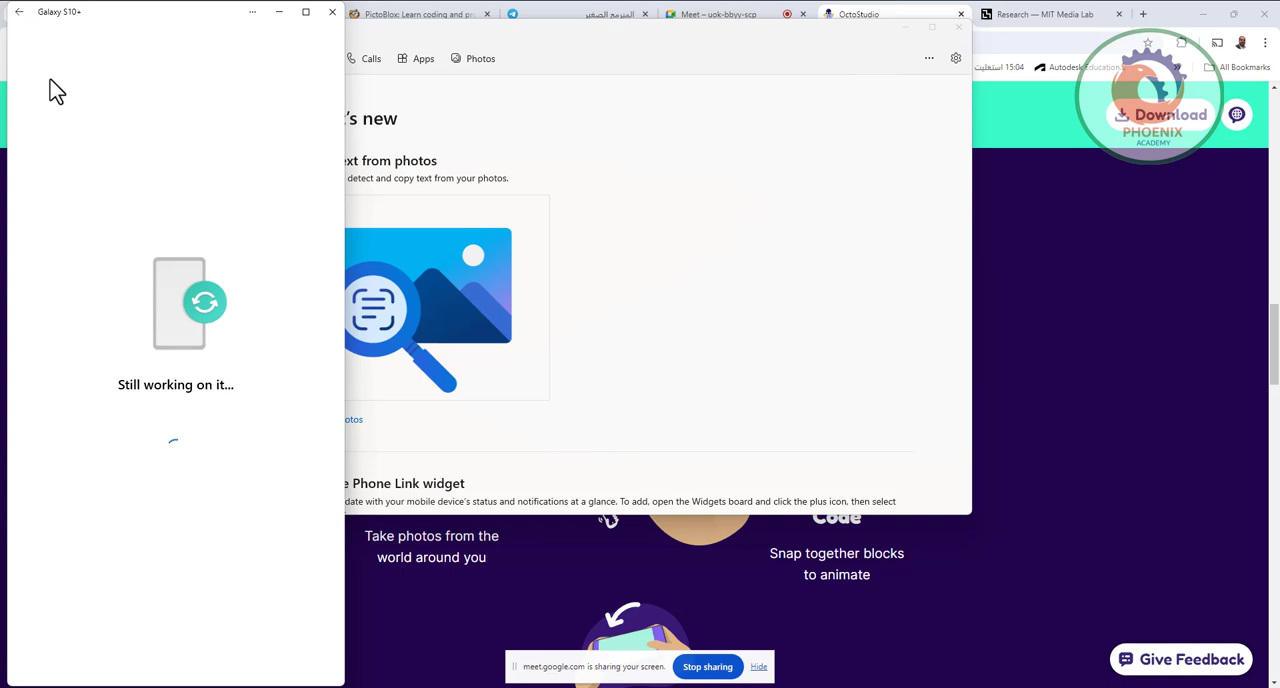 Galaxy S10+
PictoBlox: Learn coding and pr
المبرمج الصغير
Meet – uok-bbyy-scp
OctoStudio
Research — MIT Media Lab
Calls
Apps
Photos
15:04 استغليت
Autodesk Education
All Bookmarks
Download
PHOENIX
ACADEMY
's new
ext from photos
detect and copy text from your photos.
Still working on it...
otos
e Phone Link widget
date with your mobile device's status and notifications at a glance. To add, open the Widgets board and click the plus icon, then select
Take photos from the
world around you
Code
Snap together blocks
to animate
meet.google.com is sharing your screen.
Stop sharing
Hide
Give Feedback